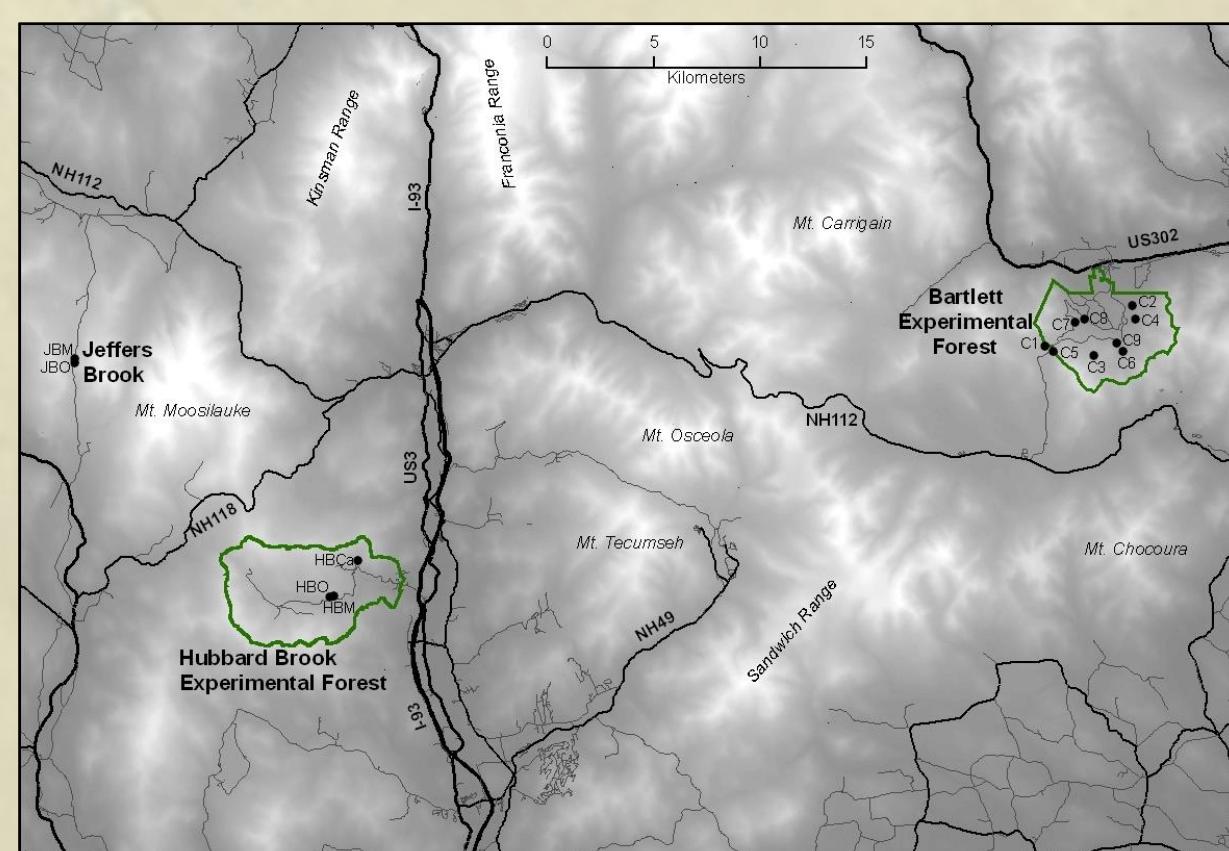 0 5 10 15
Kilometers
Kinsman Range
Franconia Range
NH112
I-93
Mt. Carrigain
US302
Bartlett
Experimental
Forest
C2
C7
C8
C4
C1
C5
C9
C3
C6
JBM
JBO
Jeffers
Brook
Mt. Moosilauke
NH112
Mt. Osceola
US3
NH118
HBCa
HBO
HBM
Mt. Tecumseh
Mt. Chocoura
Sandwich Range
NH49
Hubbard Brook
Experimental Forest
I-93